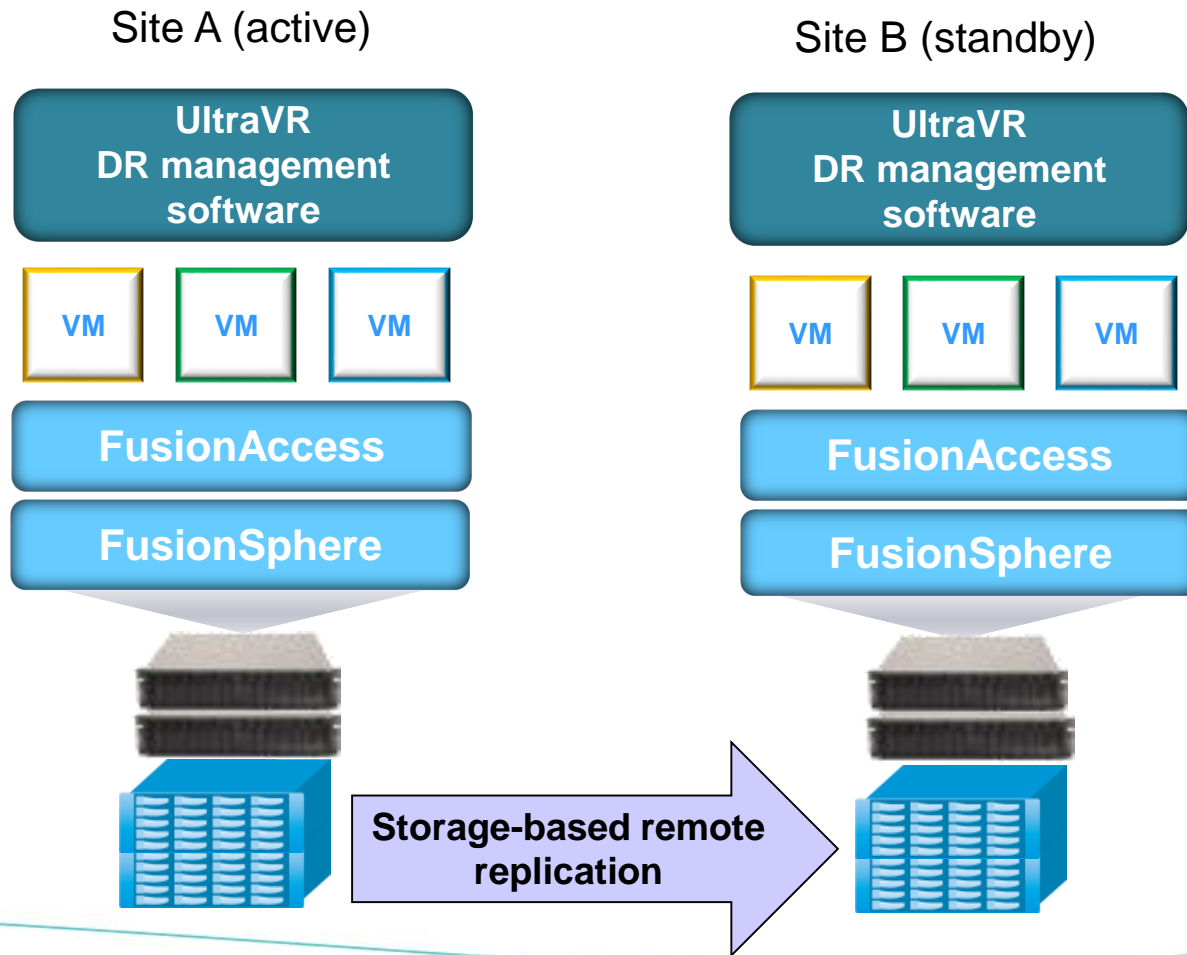 Site A (active)
Site B (standby)
UltraVR
DR management
software
UltraVR
DR management
software
VM
VM
VM
VM
VM
VM
FusionAccess
FusionAccess
FusionSphere
FusionSphere
Storage-based remote
replication